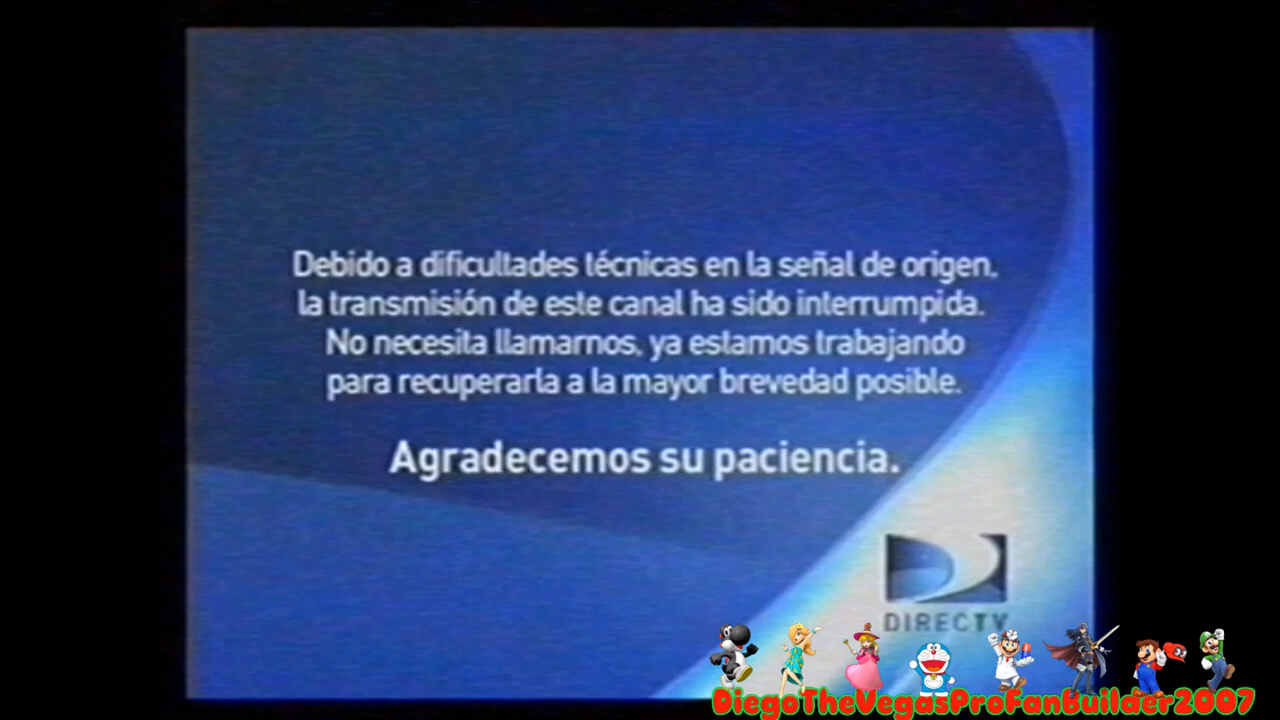 Debido a dificultades técnicas en la señal de origen,
la transmisión de este canal ha sido interrumpida.
No necesita llamarnos, ya estamos trabajando
para recuperarla a la mayor brevedad posible.
Agradecemos su paciencia.
DIRECTV
DiegoTheVegasProFanBuilder2007